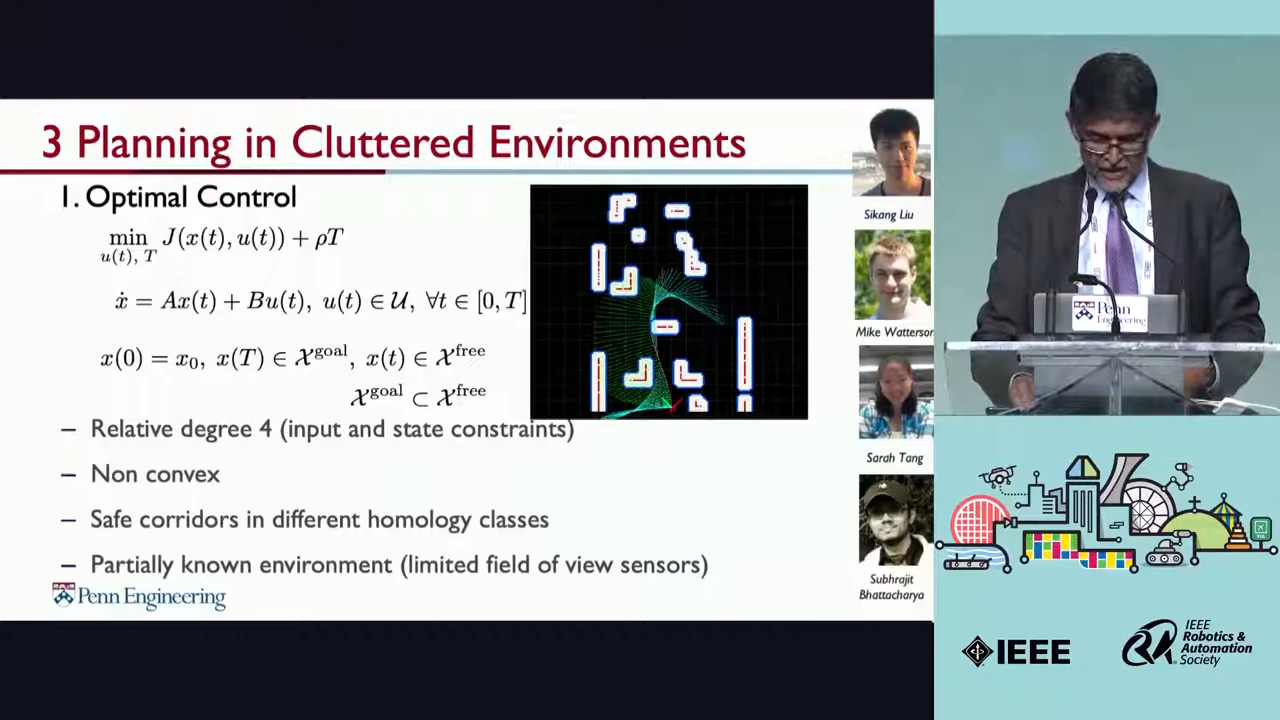 3 Planning in Cluttered Environments
1. Optimal Control
min J(x(t), u(t)) + ρT
u(t), T
ẋ = Ax(t) + Bu(t), u(t) ∈ 𝒰, ∀t ∈ [0, T]
x(0) = x₀, x(T) ∈ 𝒳^goal, x(t) ∈ 𝒳^free
𝒳^goal ⊂ 𝒳^free
– Relative degree 4 (input and state constraints)
– Non convex
– Safe corridors in different homology classes
– Partially known environment (limited field of view sensors)
Penn Engineering
Sikang Liu
Mike Watterson
Sarah Tang
Subhrajit
Bhattacharya
Penn
Engineering
YUL
IEEE
IEEE
Robotics &
Automation
Society